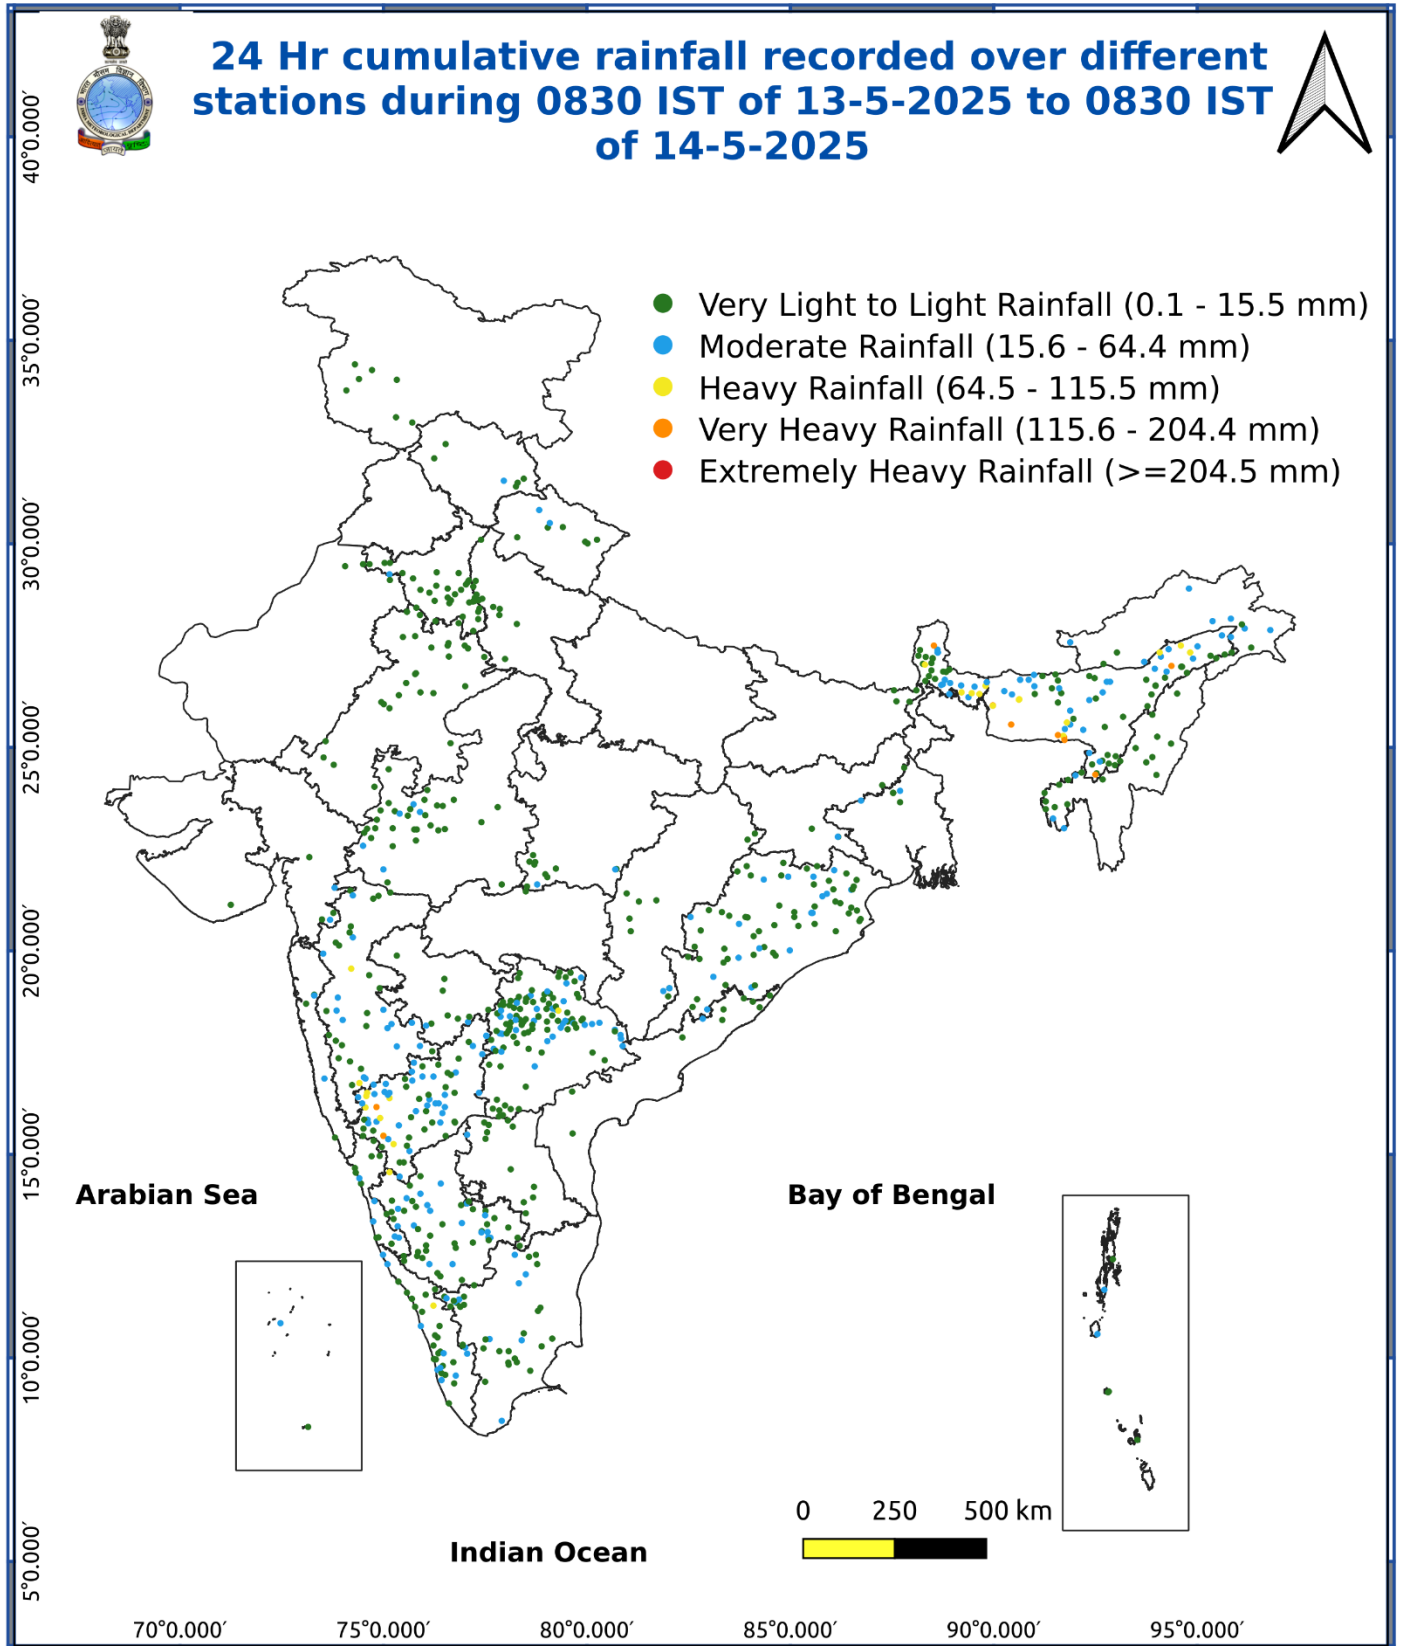 24 Hr cumulative rainfall recorded over different
stations during 0830 IST of 13-5-2025 to 0830 IST
of 14-5-2025
Very Light to Light Rainfall (0.1 - 15.5 mm)
Moderate Rainfall (15.6 - 64.4 mm)
Heavy Rainfall (64.5 - 115.5 mm)
Very Heavy Rainfall (115.6 - 204.4 mm)
Extremely Heavy Rainfall (>=204.5 mm)
40°0.000′
35°0.000′
30°0.000′
25°0.000′
20°0.000′
15°0.000′
10°0.000′
5°0.000′
Arabian Sea
Bay of Bengal
Indian Ocean
0 250 500 km
70°0.000′ 75°0.000′ 80°0.000′ 85°0.000′ 90°0.000′ 95°0.000′